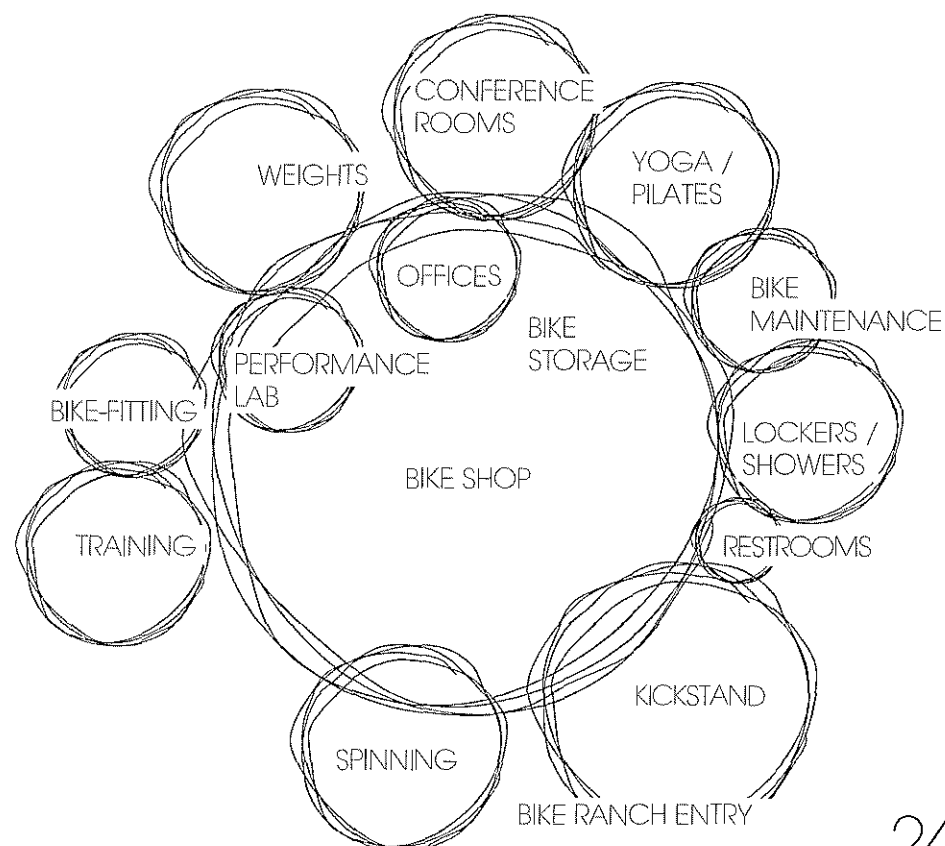 CONFERENCE
ROOMS
WEIGHTS
YOGA /
PILATES
OFFICES
BIKE
MAINTENANCE
BIKE
STORAGE
PERFORMANCE
LAB
BIKE-FITTING
LOCKERS /
SHOWERS
BIKE SHOP
TRAINING
RESTROOMS
KICKSTAND
SPINNING
BIKE RANCH ENTRY